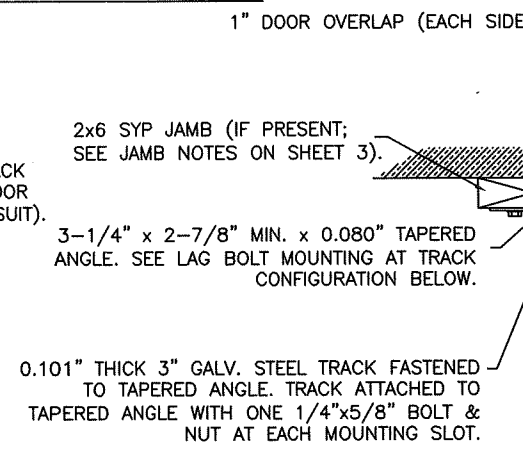 1" DOOR OVERLAP (EACH SIDE
2x6 SYP JAMB (IF PRESENT;
SEE JAMB NOTES ON SHEET 3).
SUIT).
3-1/4" x 2-7/8" MIN. x 0.080" TAPERED
ANGLE. SEE LAG BOLT MOUNTING AT TRACK
CONFIGURATION BELOW.
0.101" THICK 3" GALV. STEEL TRACK FASTENED
TO TAPERED ANGLE. TRACK ATTACHED TO
TAPERED ANGLE WITH ONE 1/4"x5/8" BOLT &
NUT AT EACH MOUNTING SLOT.